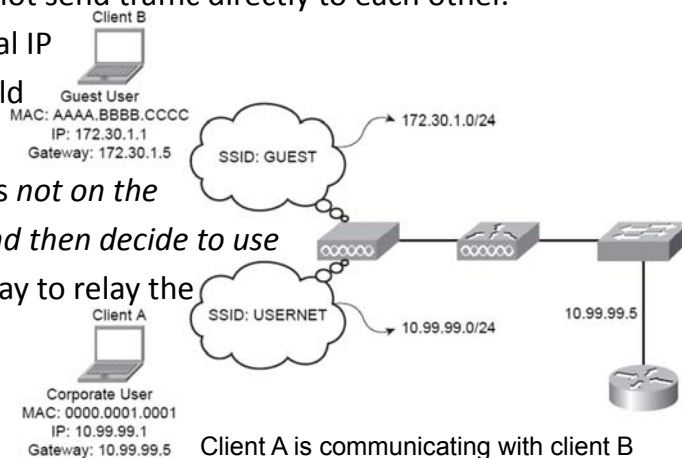 not send traffic directly to each other.
Client B
al IP
ld
Guest User
MAC: AAAA.BBBB.CCCC
IP: 172.30.1.1
Gateway: 172.30.1.5
SSID: GUEST
172.30.1.0/24
s not on the
nd then decide to use
ay to relay the
SSID: USERNET
10.99.99.0/24
10.99.99.5
Client A
Corporate User
MAC: 0000.0001.0001
IP: 10.99.99.1
Gateway: 10.99.99.5
Client A is communicating with client B